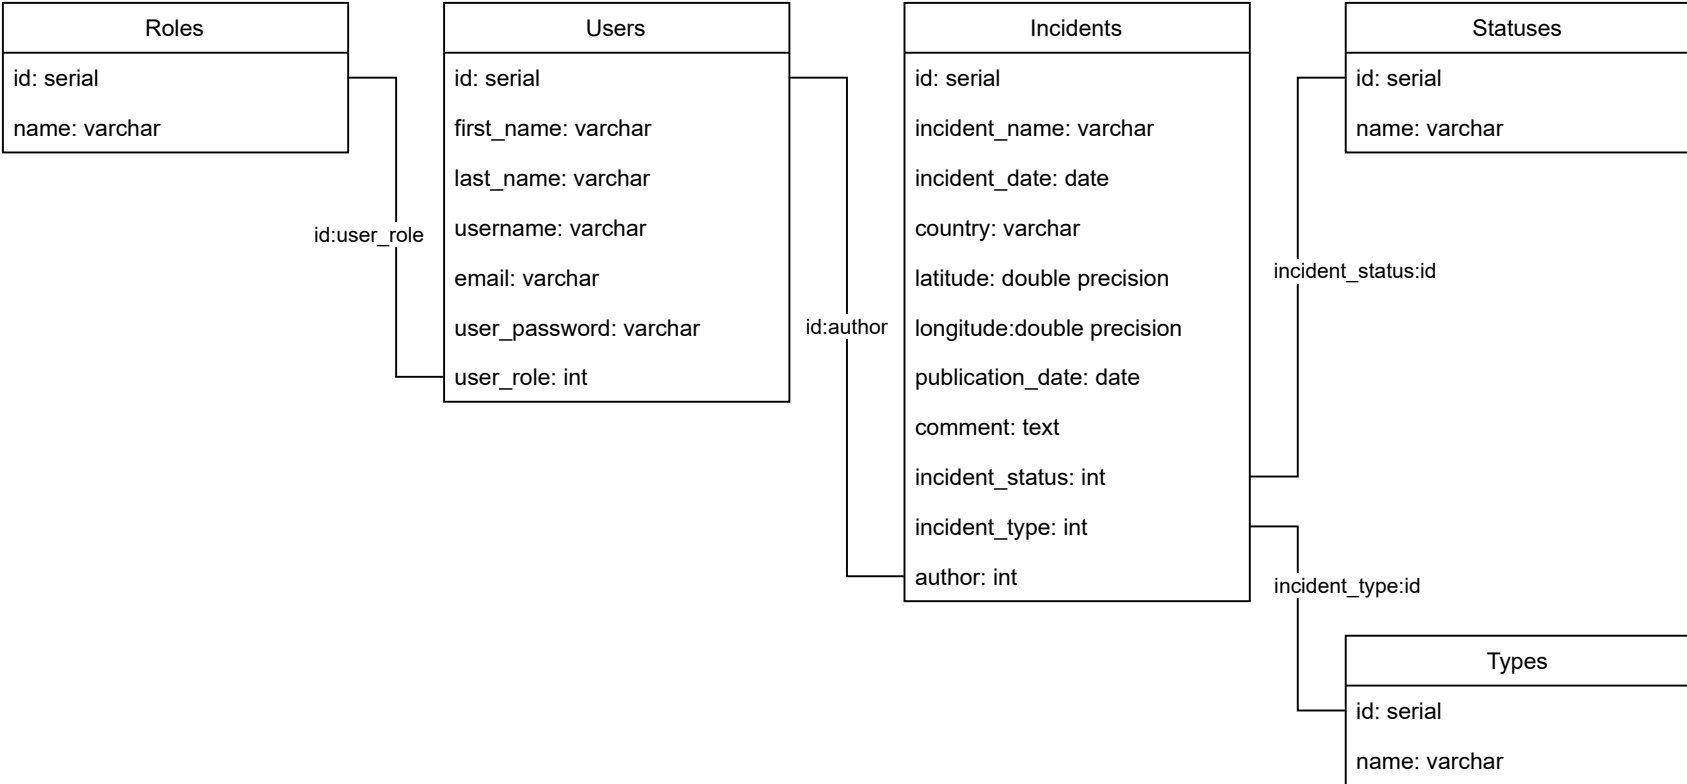 Roles
id: serial
name: varchar
id:user_role
Users
id: serial
first_name: varchar
last_name: varchar
username: varchar
email: varchar
user_password: varchar
user_role: int
id:author
Incidents
id: serial
incident_name: varchar
incident_date: date
country: varchar
latitude: double precision
longitude:double precision
publication_date: date
comment: text
incident_status: int
incident_type: int
author: int
incident_status:id
incident_type:id
Statuses
id: serial
name: varchar
Types
id: serial
name: varchar